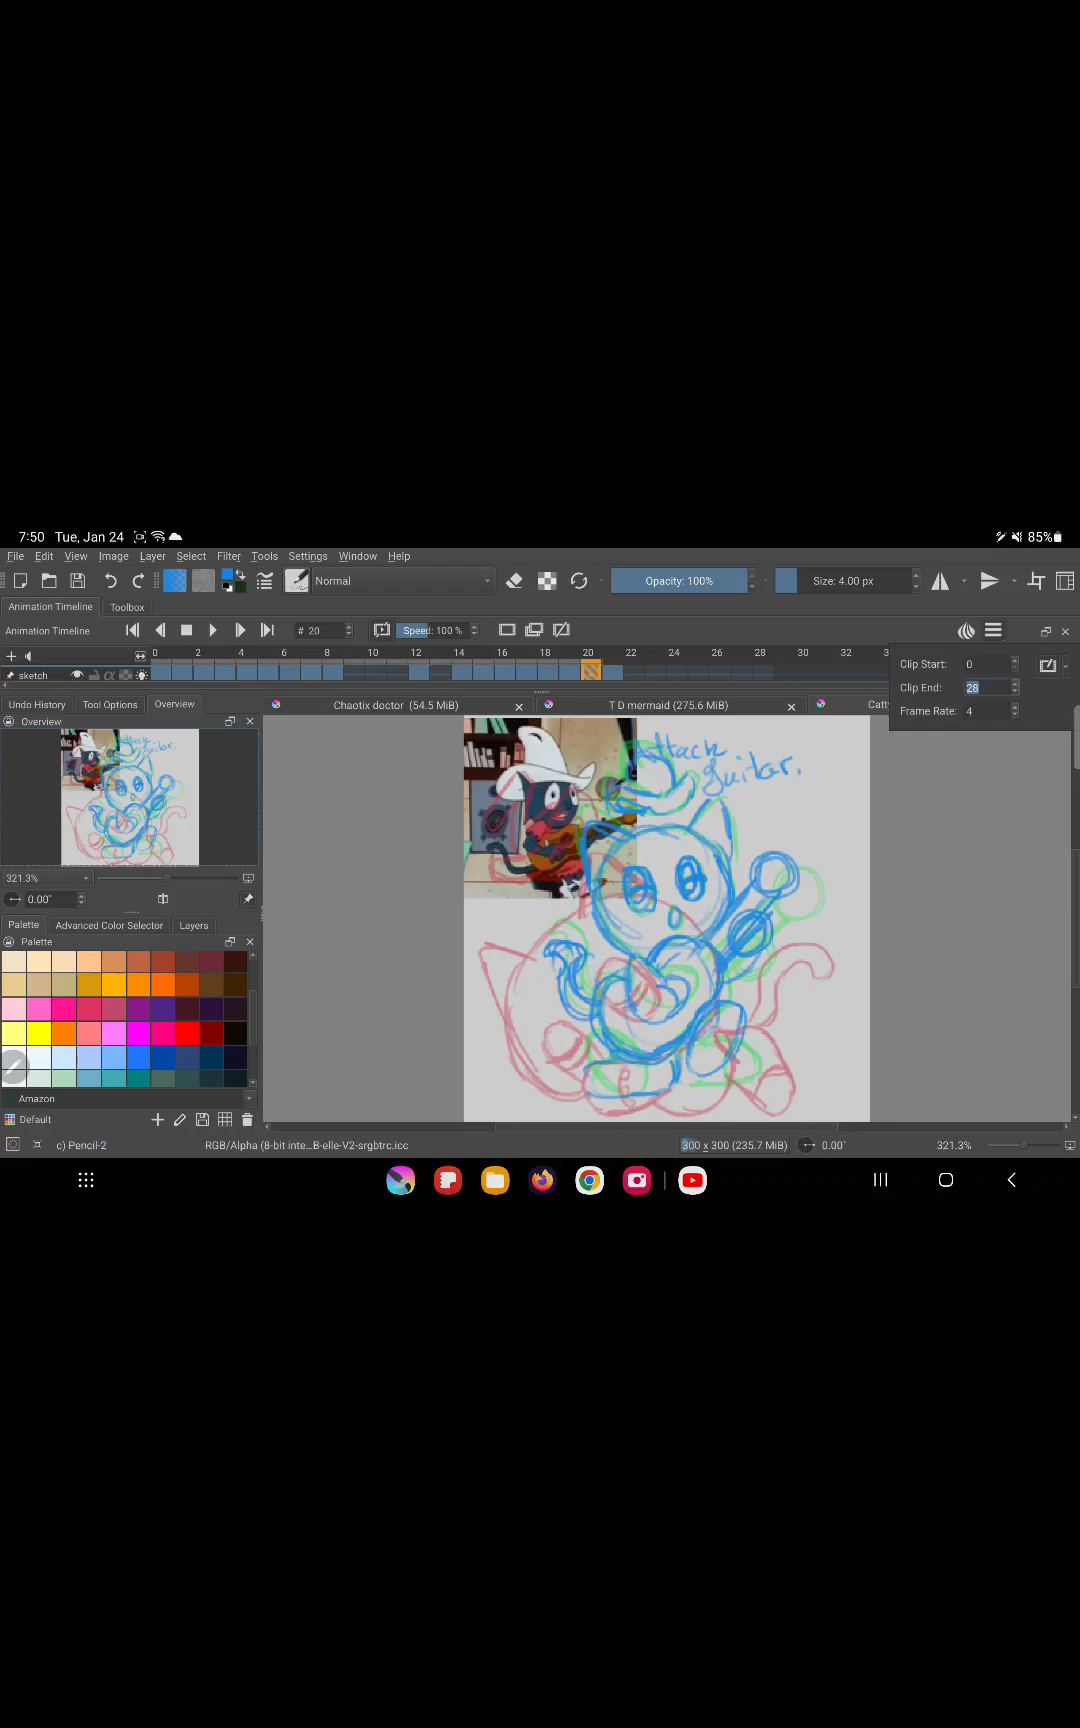 7:50 Tue, Jan 24
85%
File Edit View Image Layer Select Filter Tools Settings Window Help
Normal
Opacity: 100%
Size: 4.00 px
Animation Timeline Toolbox
Animation Timeline
# 20
Speed: 100 %
0 2 4 6 8 10 12 14 16 18 20 22 24 26 28 30 32 3
sketch
Clip Start: 0
Clip End: 28
Frame Rate: 4
Undo History Tool Options Overview
Chaotix doctor (54.5 MiB)
T D mermaid (275.6 MiB)
Catt
Overview
Attack
guitar.
Attack
guitar.
321.3%
0.00°
Palette Advanced Color Selector Layers
Palette
Amazon
Default
c) Pencil-2
RGB/Alpha (8-bit inte...B-elle-V2-srgbtrc.icc
300 x 300 (235.7 MiB)
0.00°
321.3%